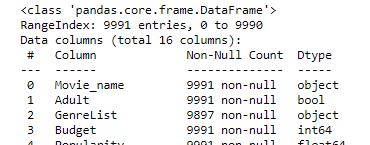 <class 'pandas.core.frame.DataFrame'>
RangeIndex: 9991 entries, 0 to 9990
Data columns (total 16 columns):
 #   Column         Non-Null Count  Dtype
---  ------         --------------  -----
 0   Movie_name     9991 non-null   object
 1   Adult          9991 non-null   bool
 2   GenreList      9897 non-null   object
 3   Budget         9991 non-null   int64
 4   Popularity     9991 non-null   float64